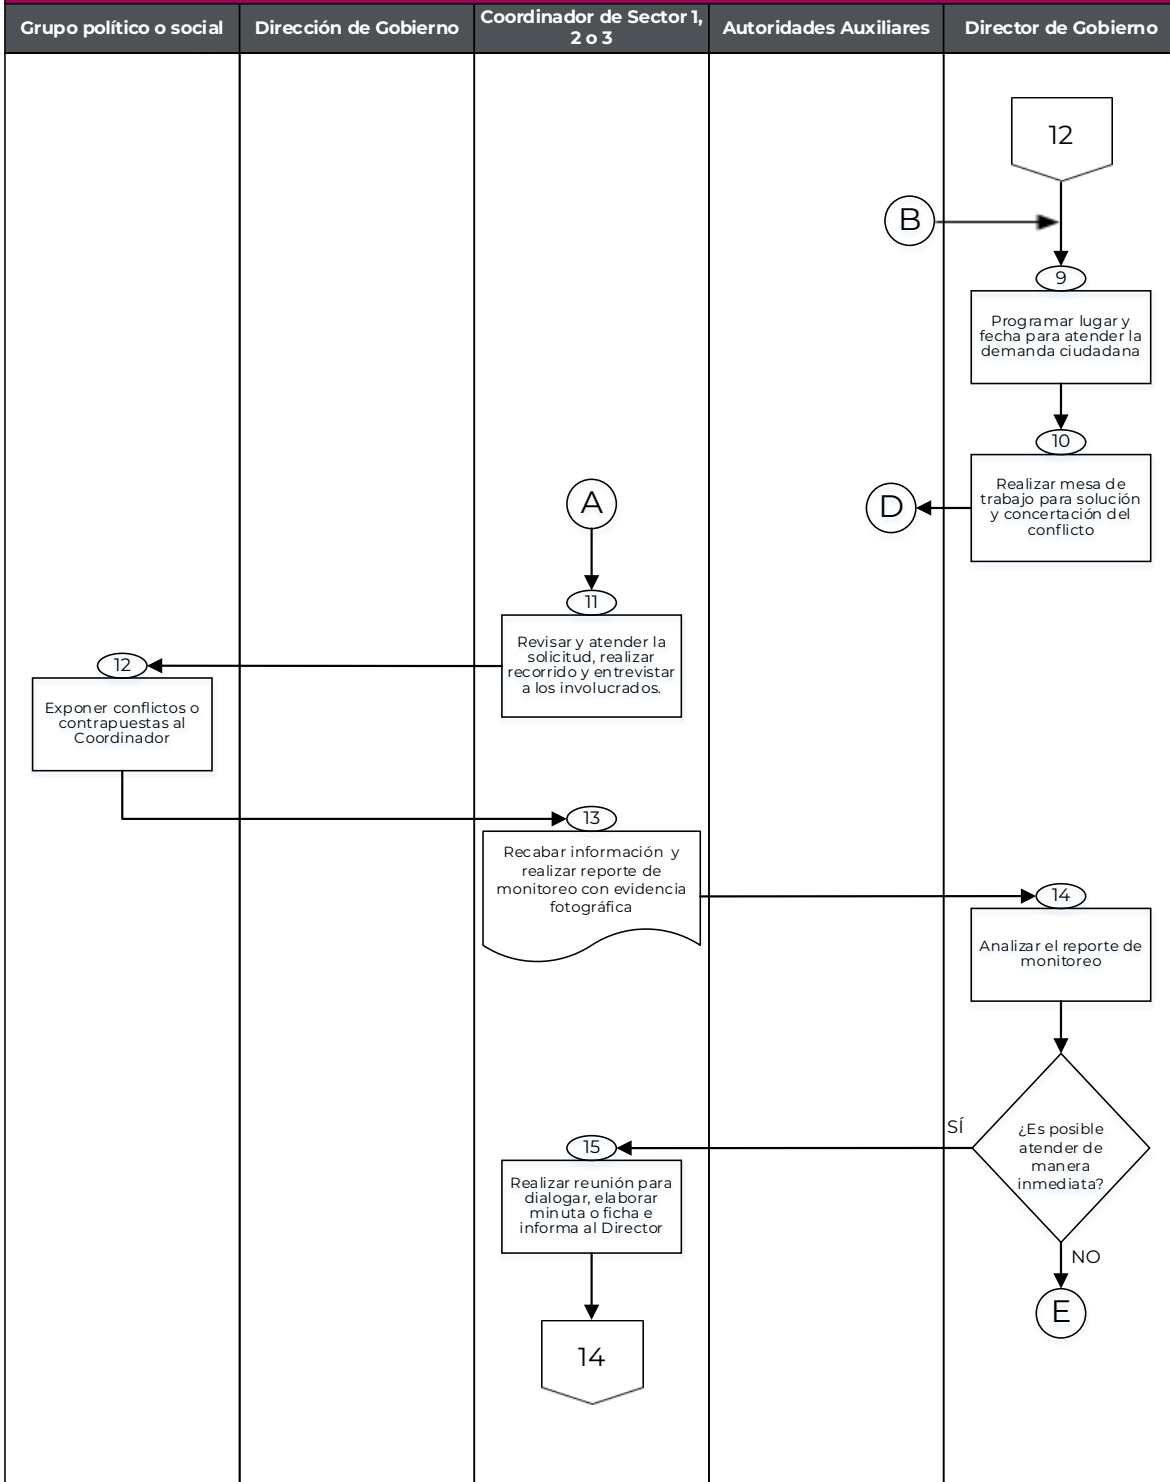 Grupo político o social
Dirección de Gobierno
Coordinador de Sector 1,
2 o 3
Autoridades Auxiliares
Director de Gobierno
12
B
9
Programar lugar y
fecha para atender la
demanda ciudadana
10
Realizar mesa de
trabajo para solución
y concertación del
conflicto
D
A
11
Revisar y atender la
solicitud, realizar
recorrido y entrevistar
a los involucrados.
12
Exponer conflictos o
contrapuestas al
Coordinador
13
Recabar información y
realizar reporte de
monitoreo con evidencia
fotográfica
14
Analizar el reporte de
monitoreo
¿Es posible
atender de
manera
inmediata?
SÍ
15
Realizar reunión para
dialogar, elaborar
minuta o ficha e
informa al Director
NO
E
14